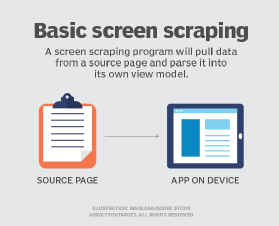 Basic screen scraping
A screen scraping program will pull data
from a source page and parse it into
its own view model.
SOURCE PAGE
APP ON DEVICE
ILLUSTRATION: MAGLARA/ADOBE STOCK
©2020 TECHTARGET. ALL RIGHTS RESERVED